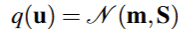 q(𝐮) = 𝒩(𝐦, 𝐒)